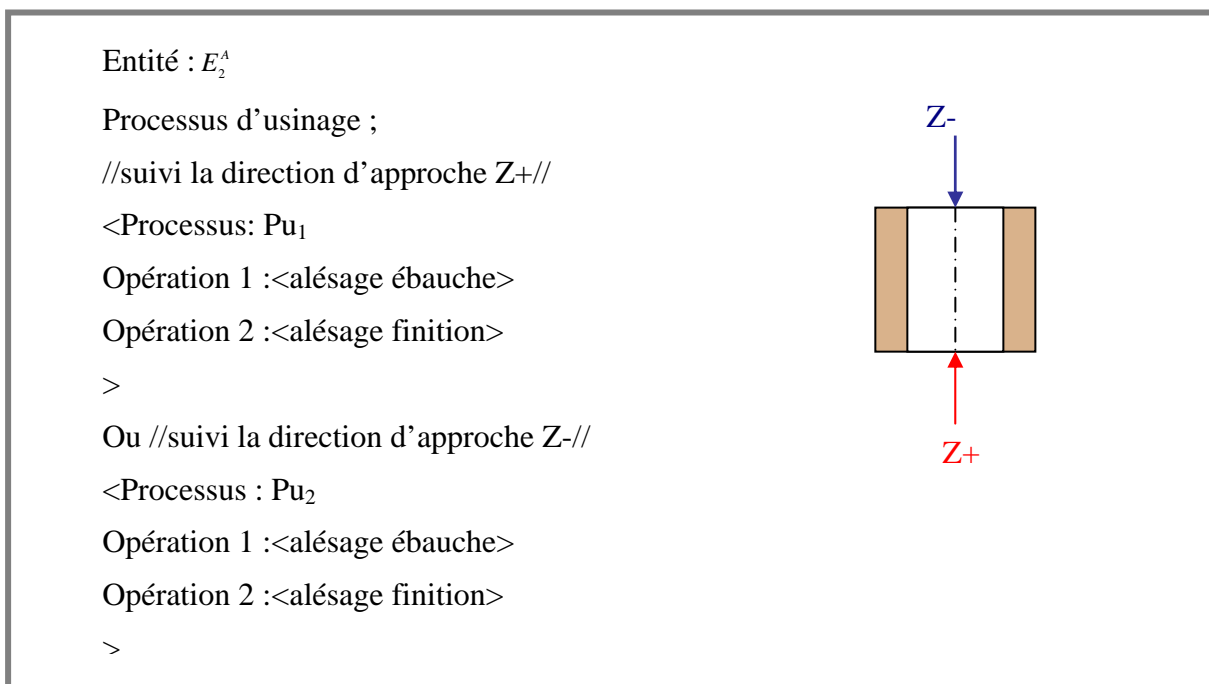 Entité : E₂ᴬ
Processus d’usinage ;
//suivi la direction d’approche Z+//
<Processus: Pu₁
Opération 1 :<alésage ébauche>
Opération 2 :<alésage finition>
>
Ou //suivi la direction d’approche Z-//
<Processus : Pu₂
Opération 1 :<alésage ébauche>
Opération 2 :<alésage finition>
>
Z-
Z+